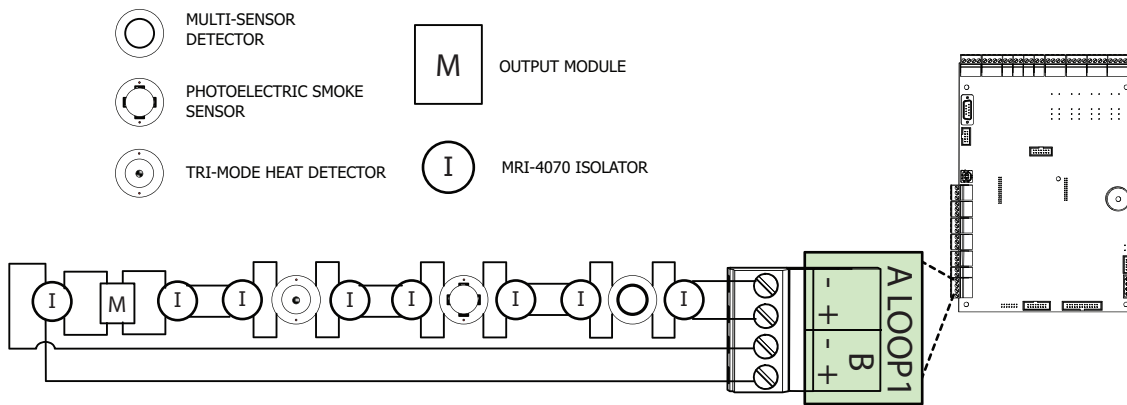 MULTI-SENSOR
DETECTOR
PHOTOELECTRIC SMOKE
SENSOR
TRI-MODE HEAT DETECTOR
M
OUTPUT MODULE
I
MRI-4070 ISOLATOR
I
M
I
I
I
I
I
I
I
A LOOP1
- +
B
- +